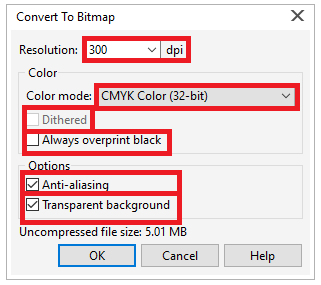 Convert To Bitmap
Resolution: 300 dpi
Color
Color mode: CMYK Color (32-bit)
Dithered
Always overprint black
Options
Anti-aliasing
Transparent background
Uncompressed file size: 5.01 MB
OK Cancel Help